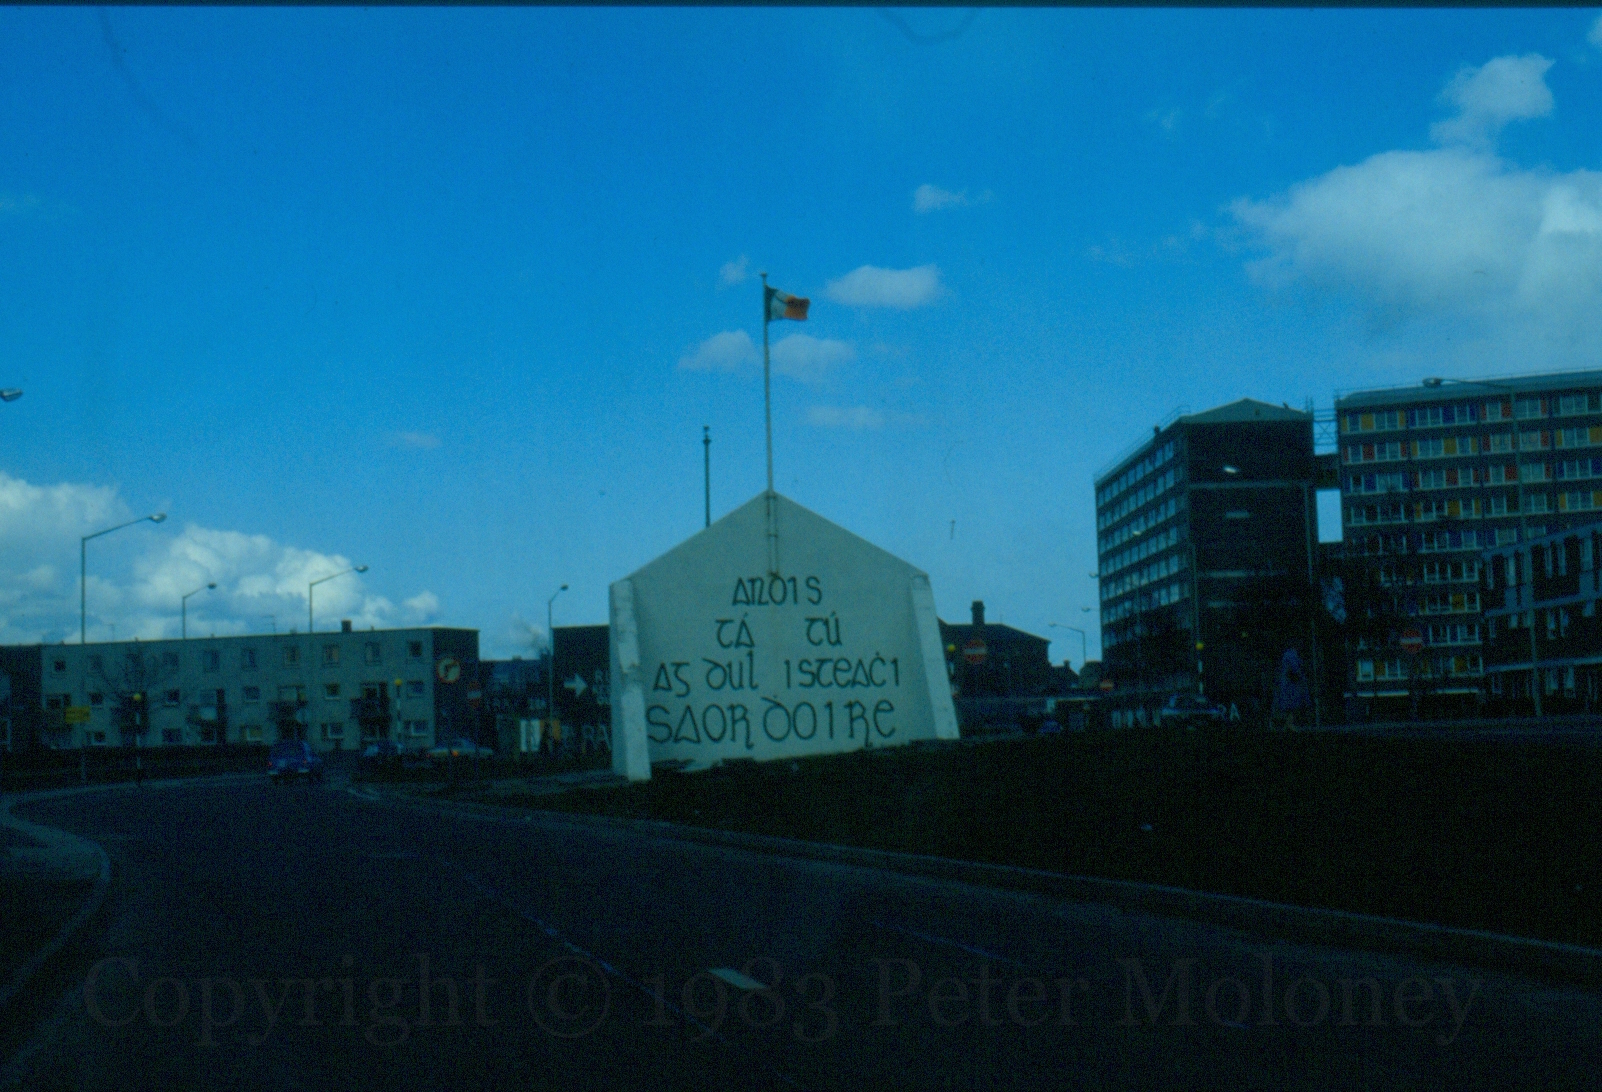 ANOIS
TÁ TÚ
AG DUL ISTEAĊ I
SAOR ḊOIRE
Copyright © 1983 Peter Moloney